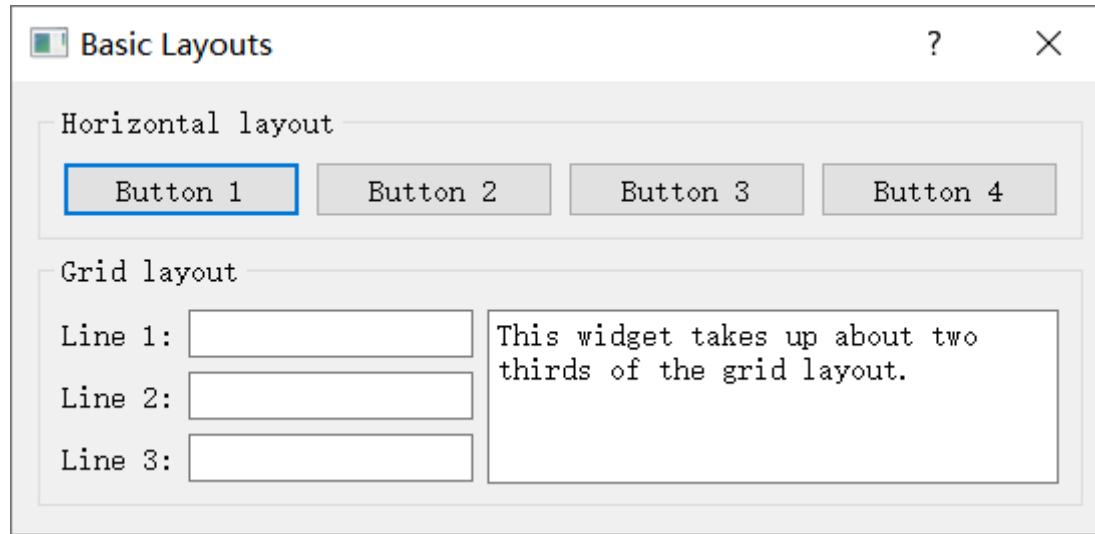 Basic Layouts
Horizontal layout
Button 1 Button 2 Button 3 Button 4
Grid layout
Line 1:
This widget takes up about two
thirds of the grid layout.
Line 2:
Line 3: